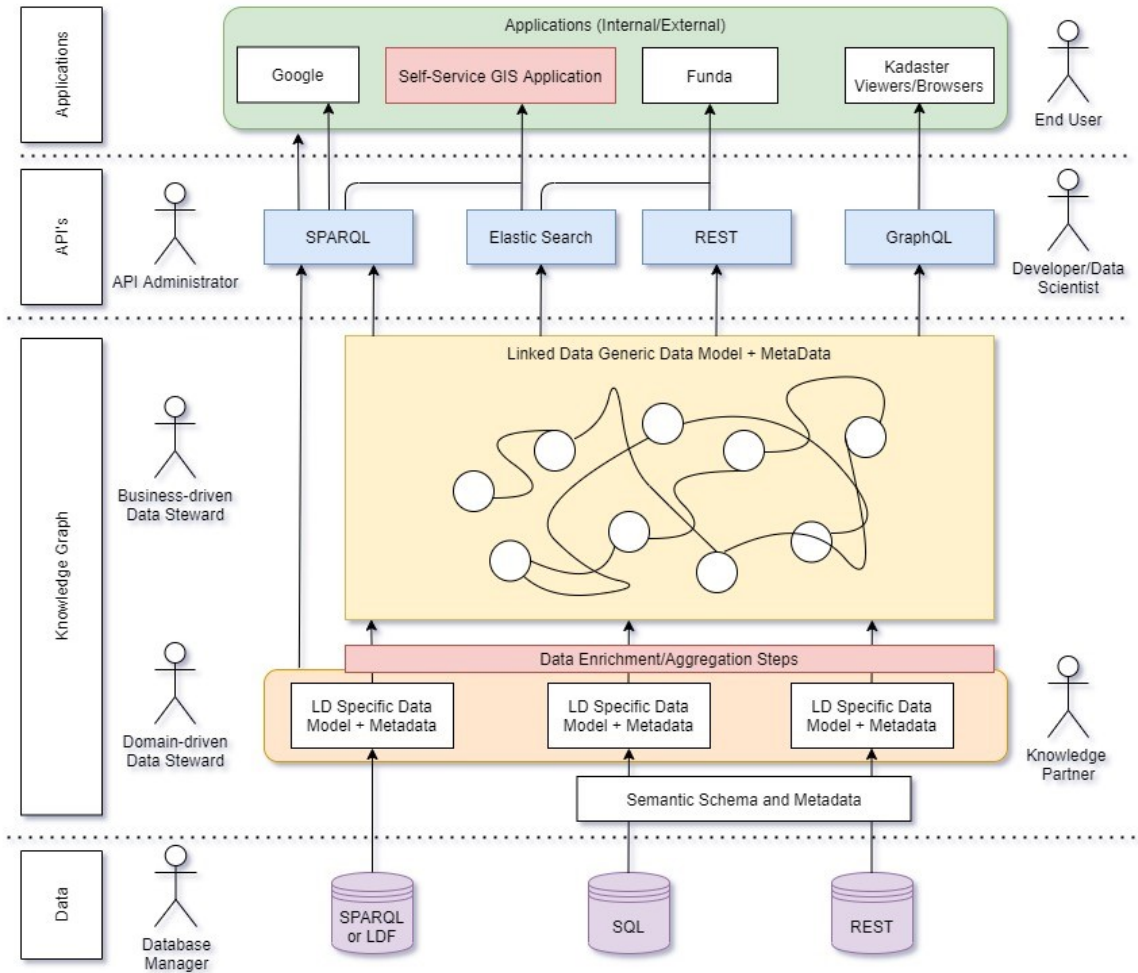 Applications
Applications (Internal/External)
Google
Self-Service GIS Application
Funda
Kadaster
Viewers/Browsers
End User
API's
API Administrator
SPARQL
Elastic Search
REST
GraphQL
Developer/Data
Scientist
Knowledge Graph
Linked Data Generic Data Model + MetaData
Business-driven
Data Steward
Data Enrichment/Aggregation Steps
LD Specific Data
Model + Metadata
LD Specific Data
Model + Metadata
LD Specific Data
Model + Metadata
Domain-driven
Data Steward
Knowledge
Partner
Semantic Schema and Metadata
Data
Database
Manager
SPARQL
or LDF
SQL
REST